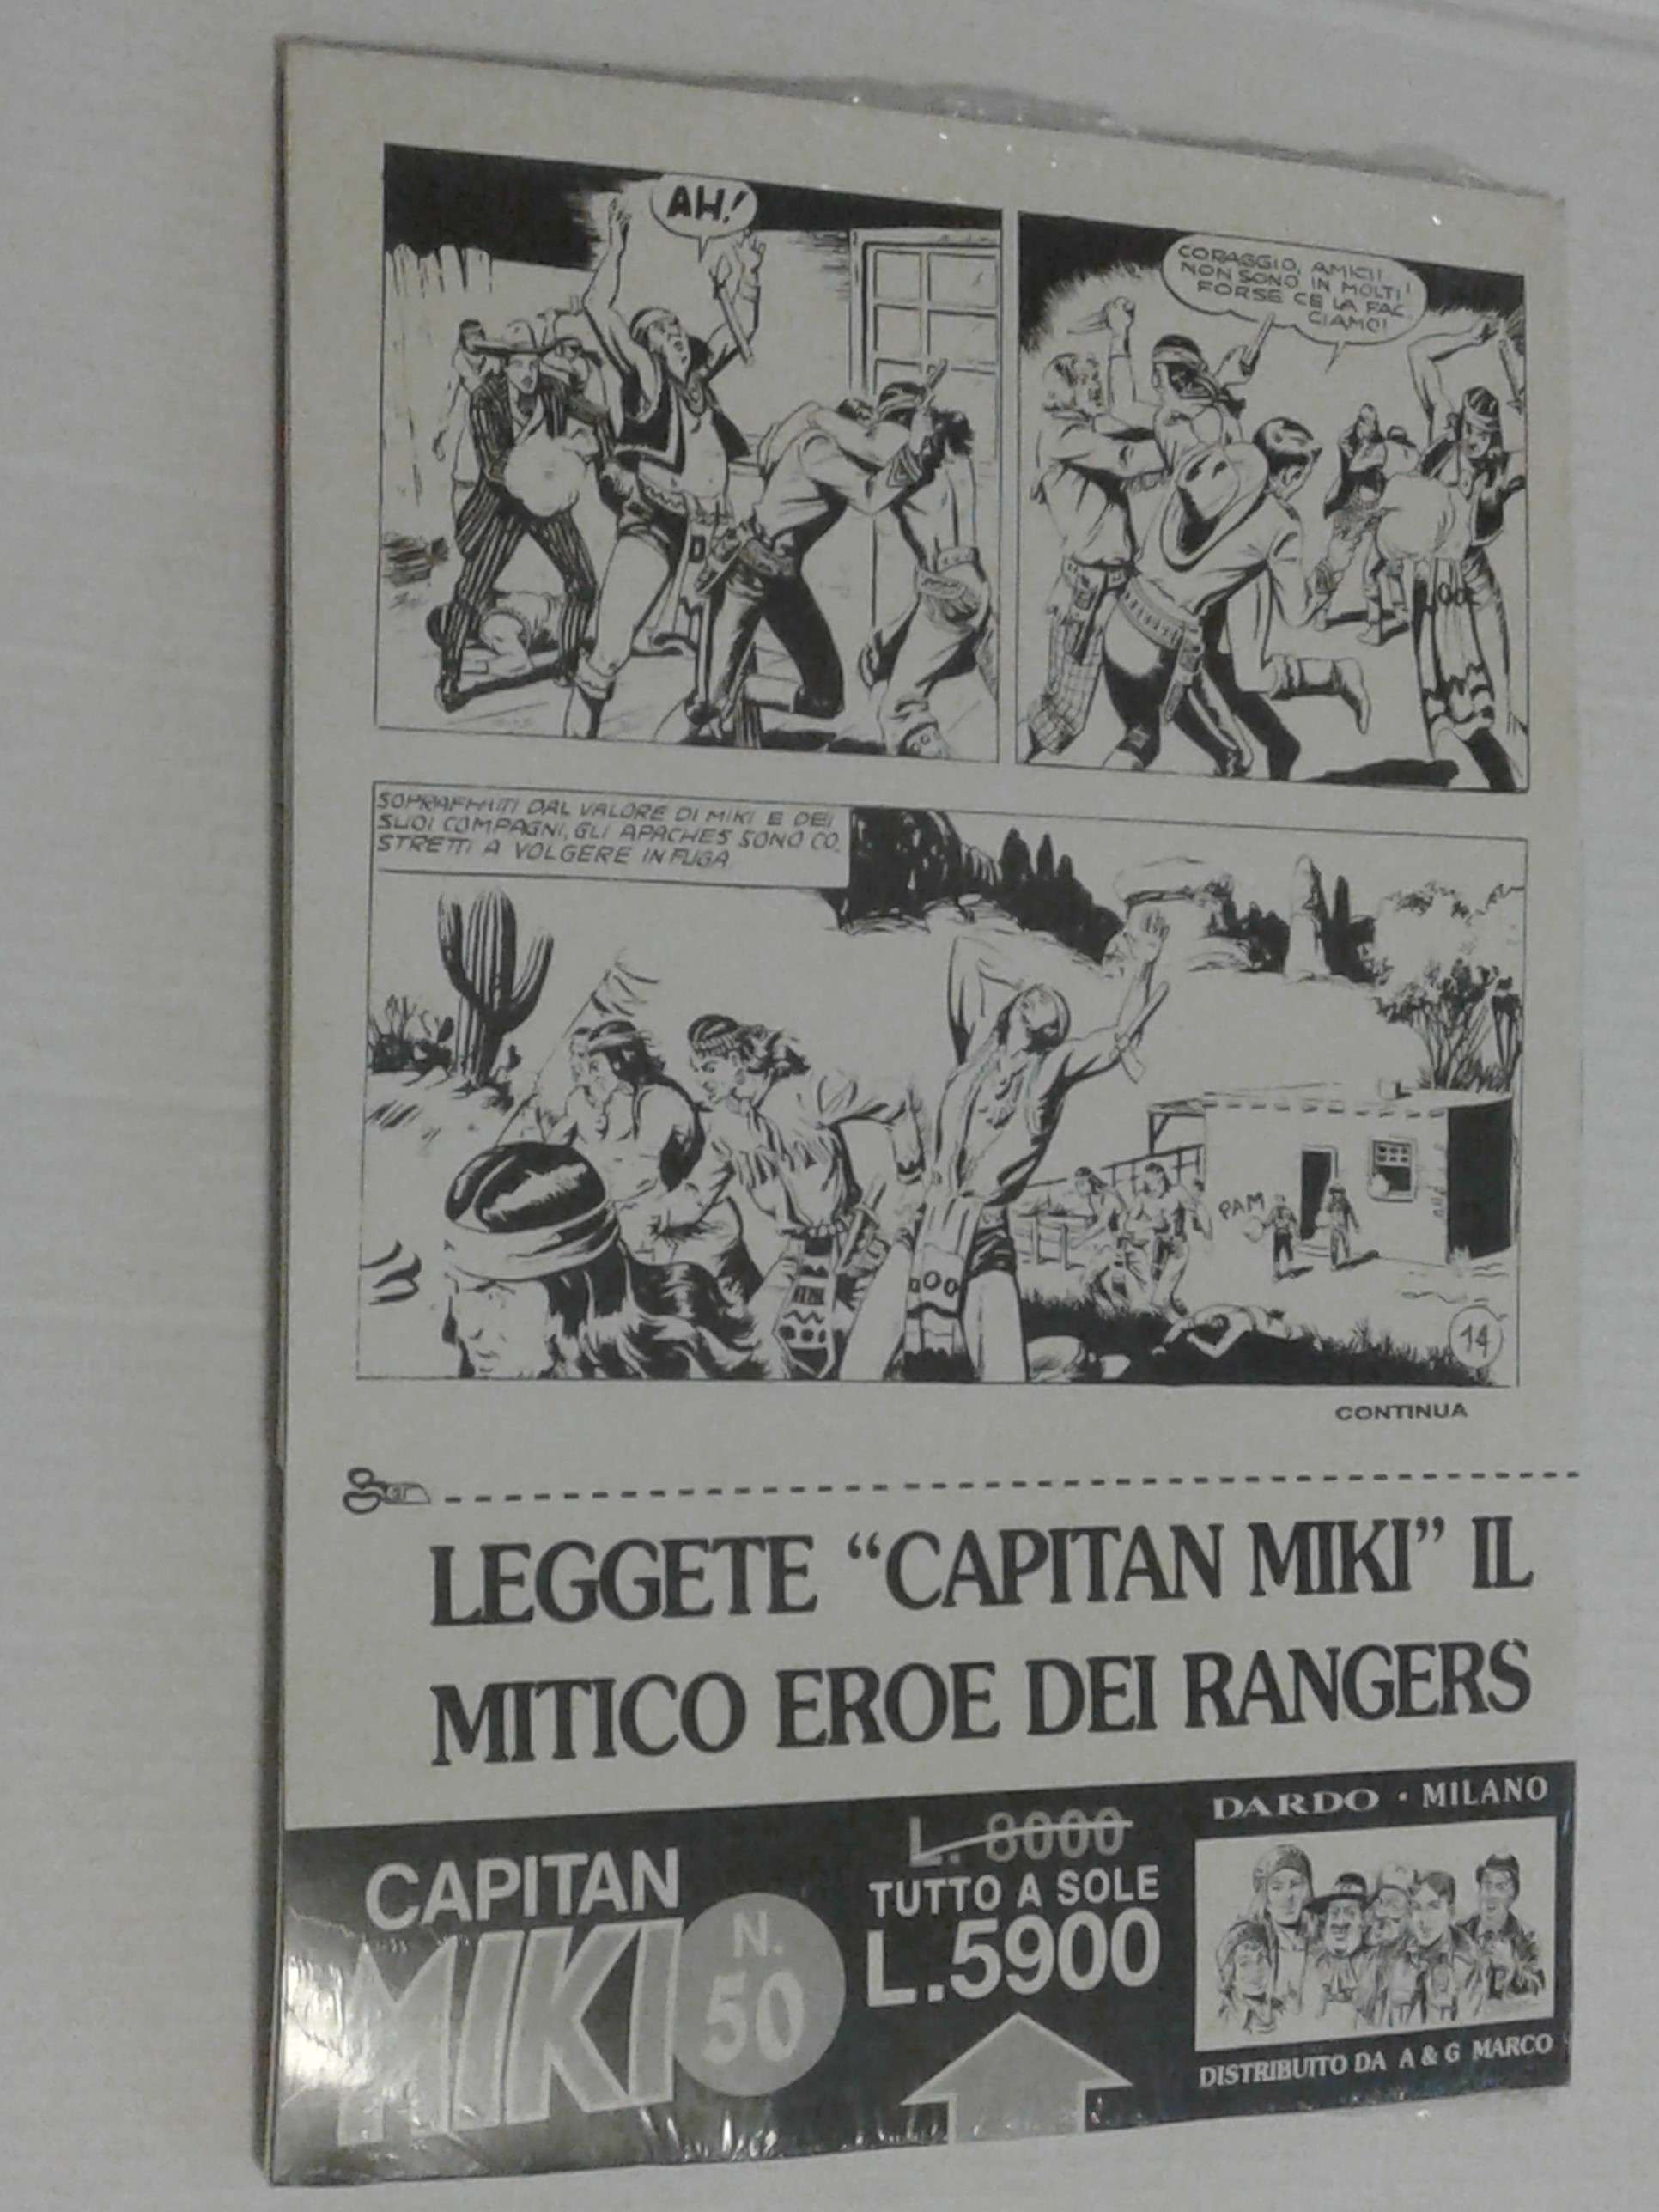 AH!
CORAGGIO, AMICI!
NON SONO IN MOLTI!
FORSE CE LA FAC
CIAMO!
SOPRAFFATTI DAL VALORE DI MIKI E DEI
SUOI COMPAGNI, GLI APACHES SONO CO
STRETTI A VOLGERE IN FUGA
PAM
14
CONTINUA
LEGGETE “CAPITAN MIKI” IL
MITICO EROE DEI RANGERS
CAPITAN
MIKI
N.
50
L. 8000
TUTTO A SOLE
L.5900
DARDO · MILANO
DISTRIBUITO DA A & G MARCO